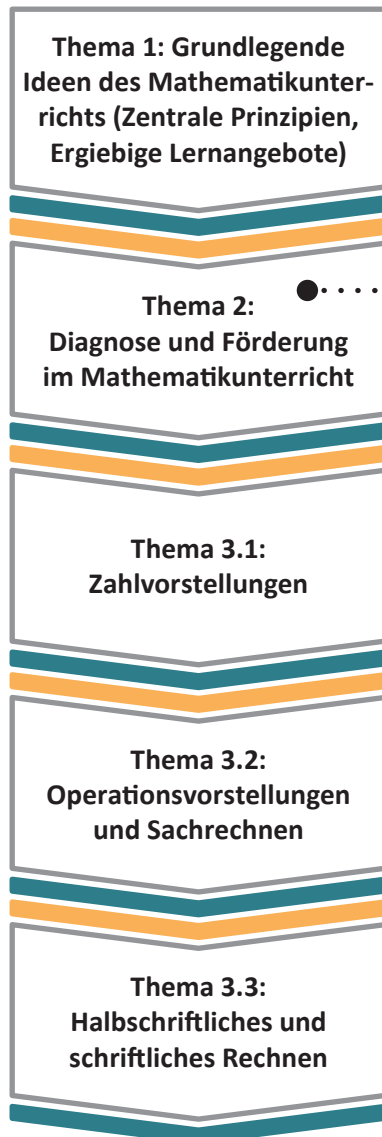 Thema 1: Grundlegende
Ideen des Mathematikunter-
richts (Zentrale Prinzipien,
Ergiebige Lernangebote)
Thema 2:
Diagnose und Förderung
im Mathematikunterricht
Thema 3.1:
Zahlvorstellungen
Thema 3.2:
Operationsvorstellungen
und Sachrechnen
Thema 3.3:
Halbschriftliches und
schriftliches Rechnen